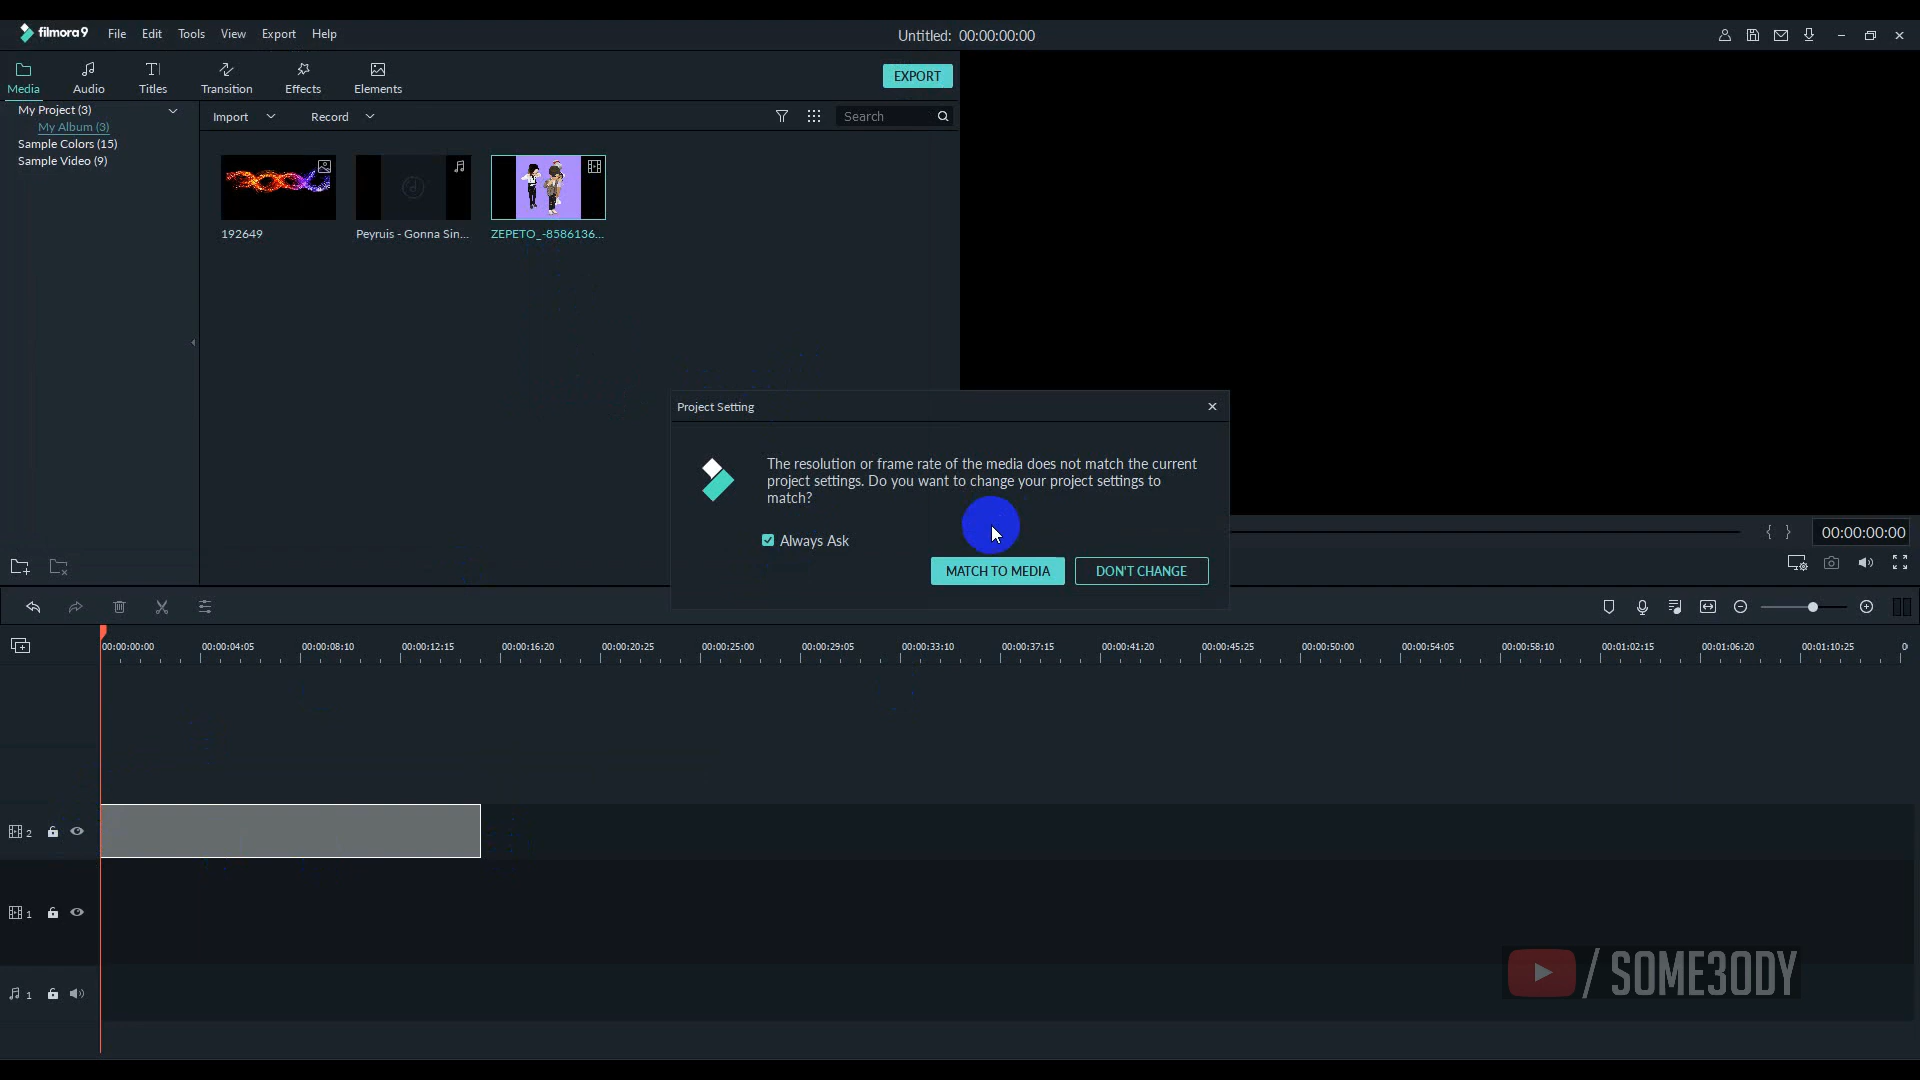 filmora9
File Edit Tools View Export Help
Untitled: 00:00:00:00
Media Audio Titles Transition Effects Elements
EXPORT
My Project (3)
My Album (3)
Sample Colors (15)
Sample Video (9)
Import Record Search
192649
Peyruis - Gonna Sin...
ZEPETO_-8586136...
Project Setting
The resolution or frame rate of the media does not match the current
project settings. Do you want to change your project settings to
match?
Always Ask
MATCH TO MEDIA
DON'T CHANGE
{ } 00:00:00:00
00:00:00:00 00:00:04:05 00:00:08:10 00:00:12:15 00:00:16:20 00:00:20:25 00:00:25:00 00:00:29:05 00:00:33:10 00:00:37:15 00:00:41:20 00:00:45:25 00:00:50:00 00:00:54:05 00:00:58:10 00:01:02:15 00:01:06:20 00:01:10:25 0
2
1
1
/ SOME3ODY